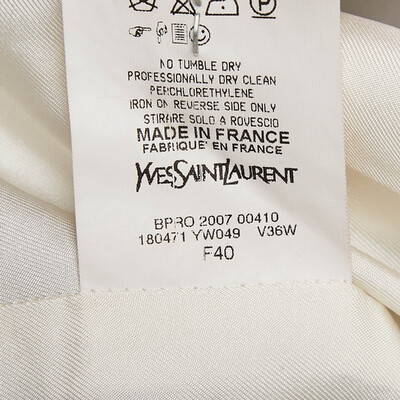 NO TUMBLE DRY
PROFESSIONALLY DRY CLEAN
PERCHLORETHYLENE
IRON ON REVERSE SIDE ONLY
STIRARE SOLO A ROVESCIO
MADE IN FRANCE
FABRIQUE' EN FRANCE
YVESSAINTLAURENT
BPRO 2007 00410
180471 YW049 V36W
F40